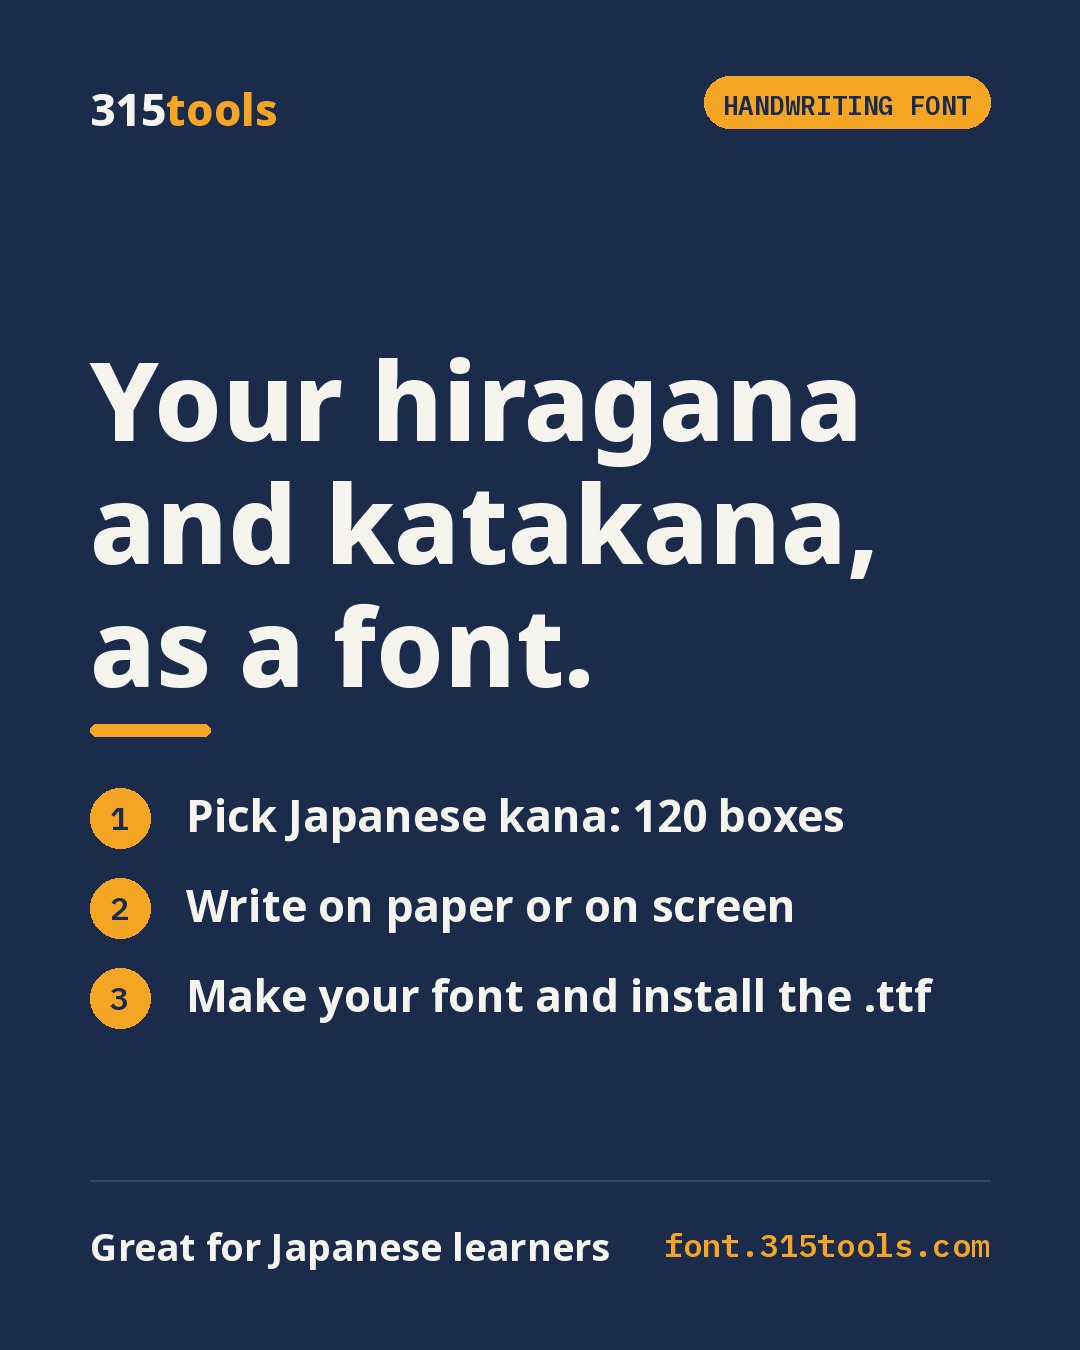 315tools
HANDWRITING FONT
Your hiragana
and katakana,
as a font.
1 Pick Japanese kana: 120 boxes
2 Write on paper or on screen
3 Make your font and install the .ttf
Great for Japanese learners
font.315tools.com